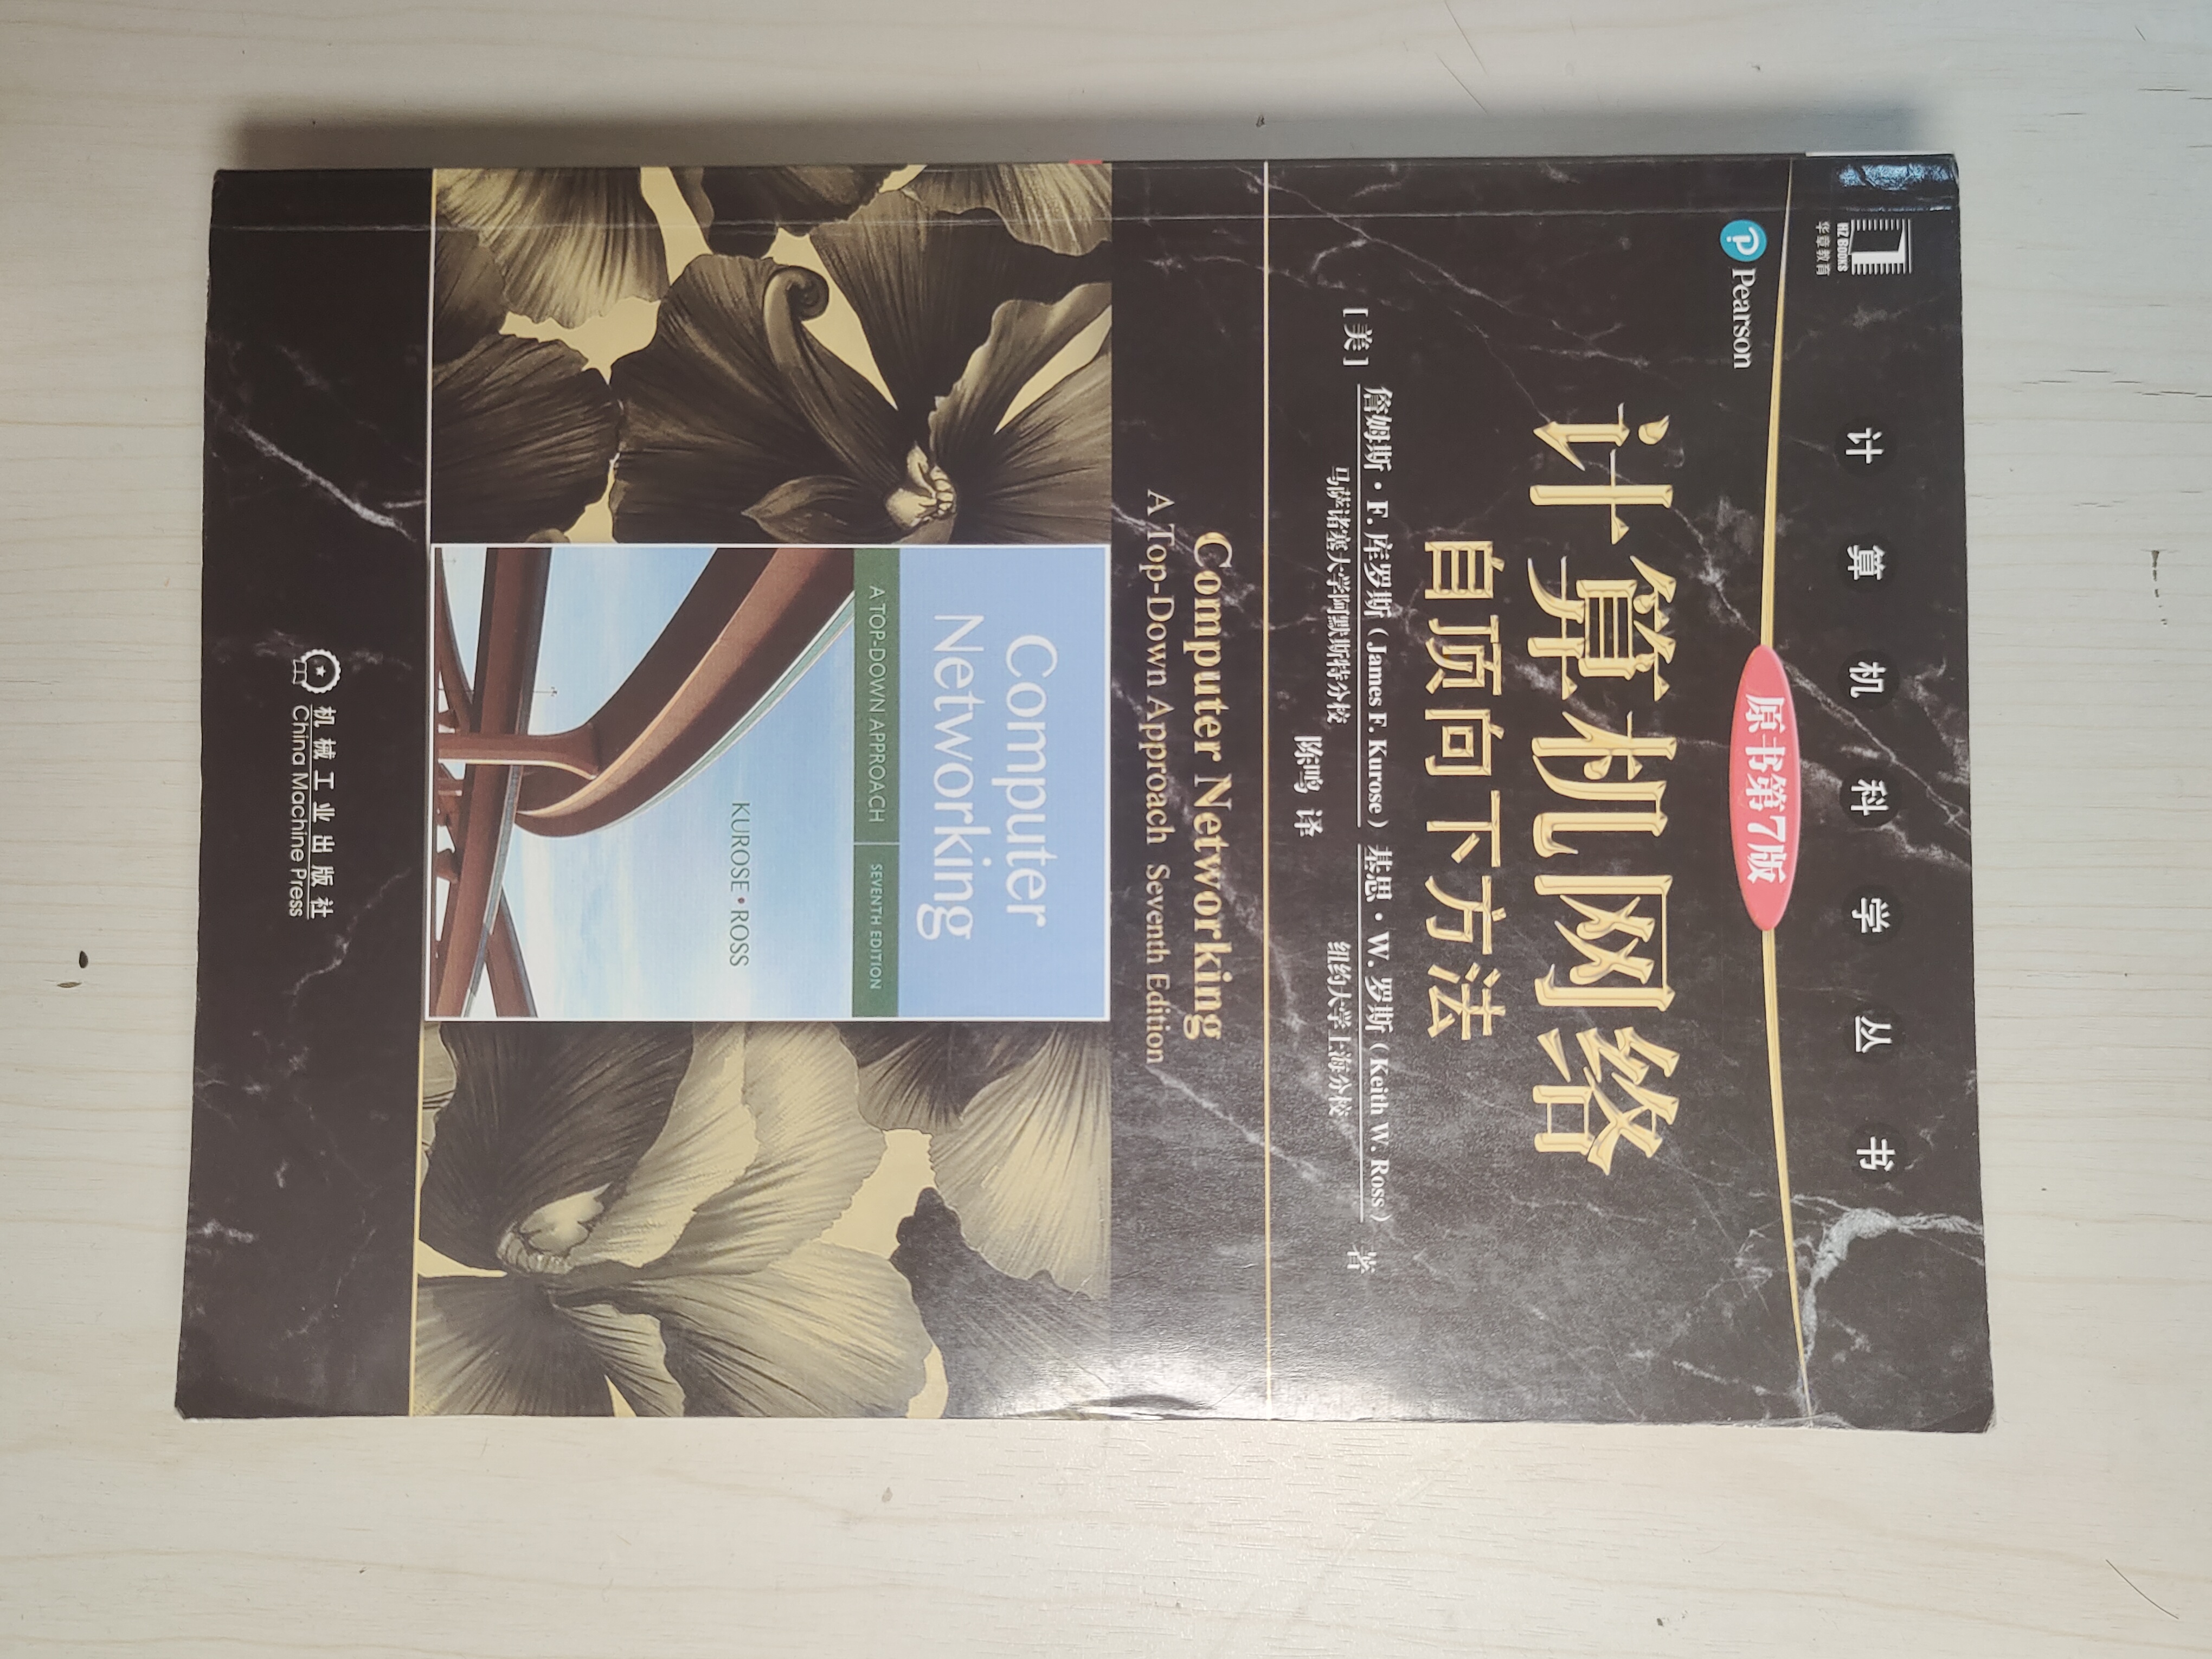 计算机科学丛书
HZ BOOKS
华章教育
原书第7版
Pearson
计算机网络
自顶向下方法
[美] 詹姆斯·F. 库罗斯（James F. Kurose） 基思·W. 罗斯（Keith W. Ross） 著
马萨诸塞大学阿默斯特分校 纽约大学上海分校
陈鸣 译
Computer Networking
A Top-Down Approach Seventh Edition
Computer
Networking
A TOP-DOWN APPROACH SEVENTH EDITION
KUROSE • ROSS
机械工业出版社
China Machine Press